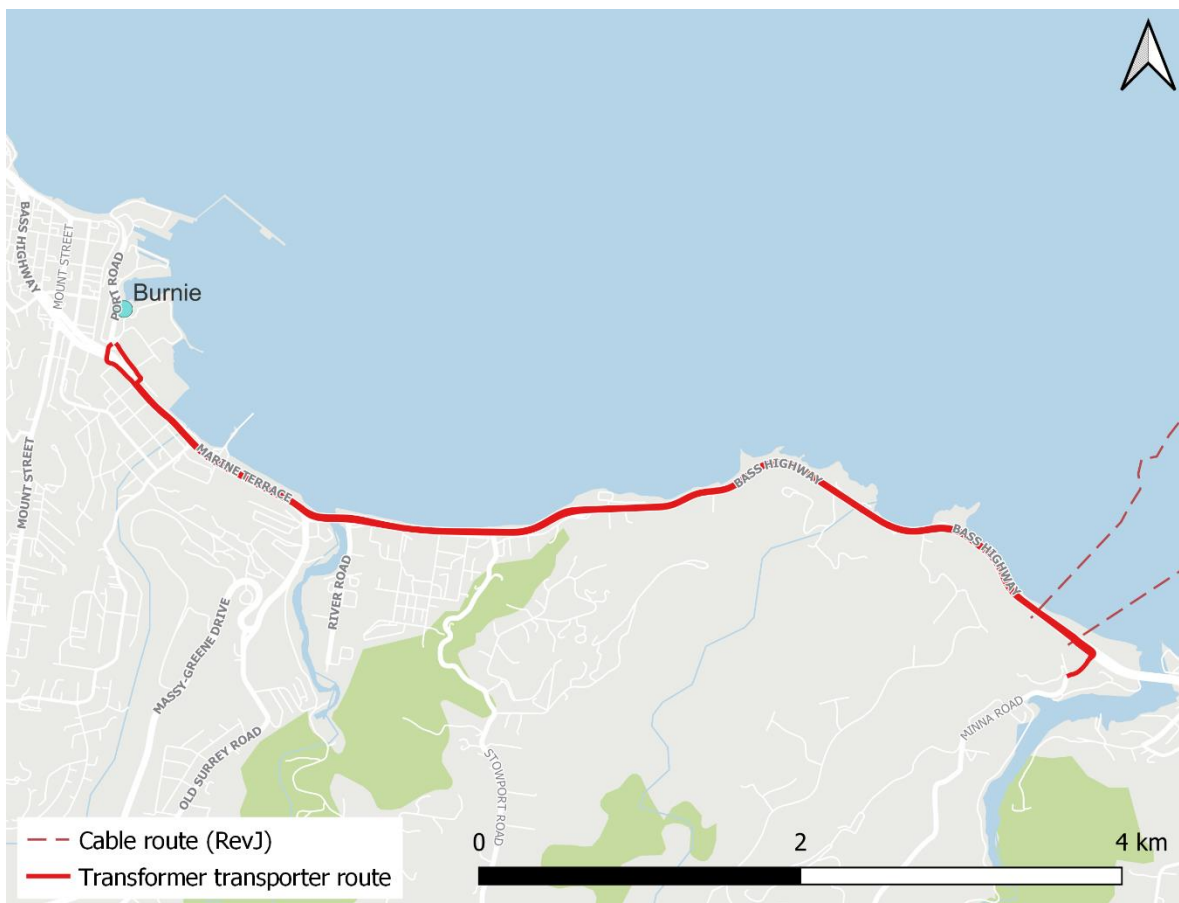 BASS HIGHWAY
MOUNT STREET
PORT ROAD
Burnie
MARINE TERRACE
BASS HIGHWAY
BASS HIGHWAY
MOUNT STREET
MASSY-GREENE DRIVE
RIVER ROAD
OLD SURREY ROAD
STOWPORT ROAD
MINNA ROAD
Cable route (RevJ)
Transformer transporter route
0 2 4 km